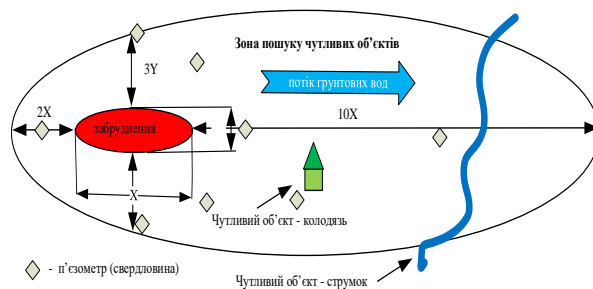 Зона пошуку чутливих об’єктів
3Y
потік грунтових вод
2X
10X
забруднення
X
Чутливий об’єкт - колодязь
- п’єзометр (свердловина)
Чутливий об’єкт - струмок